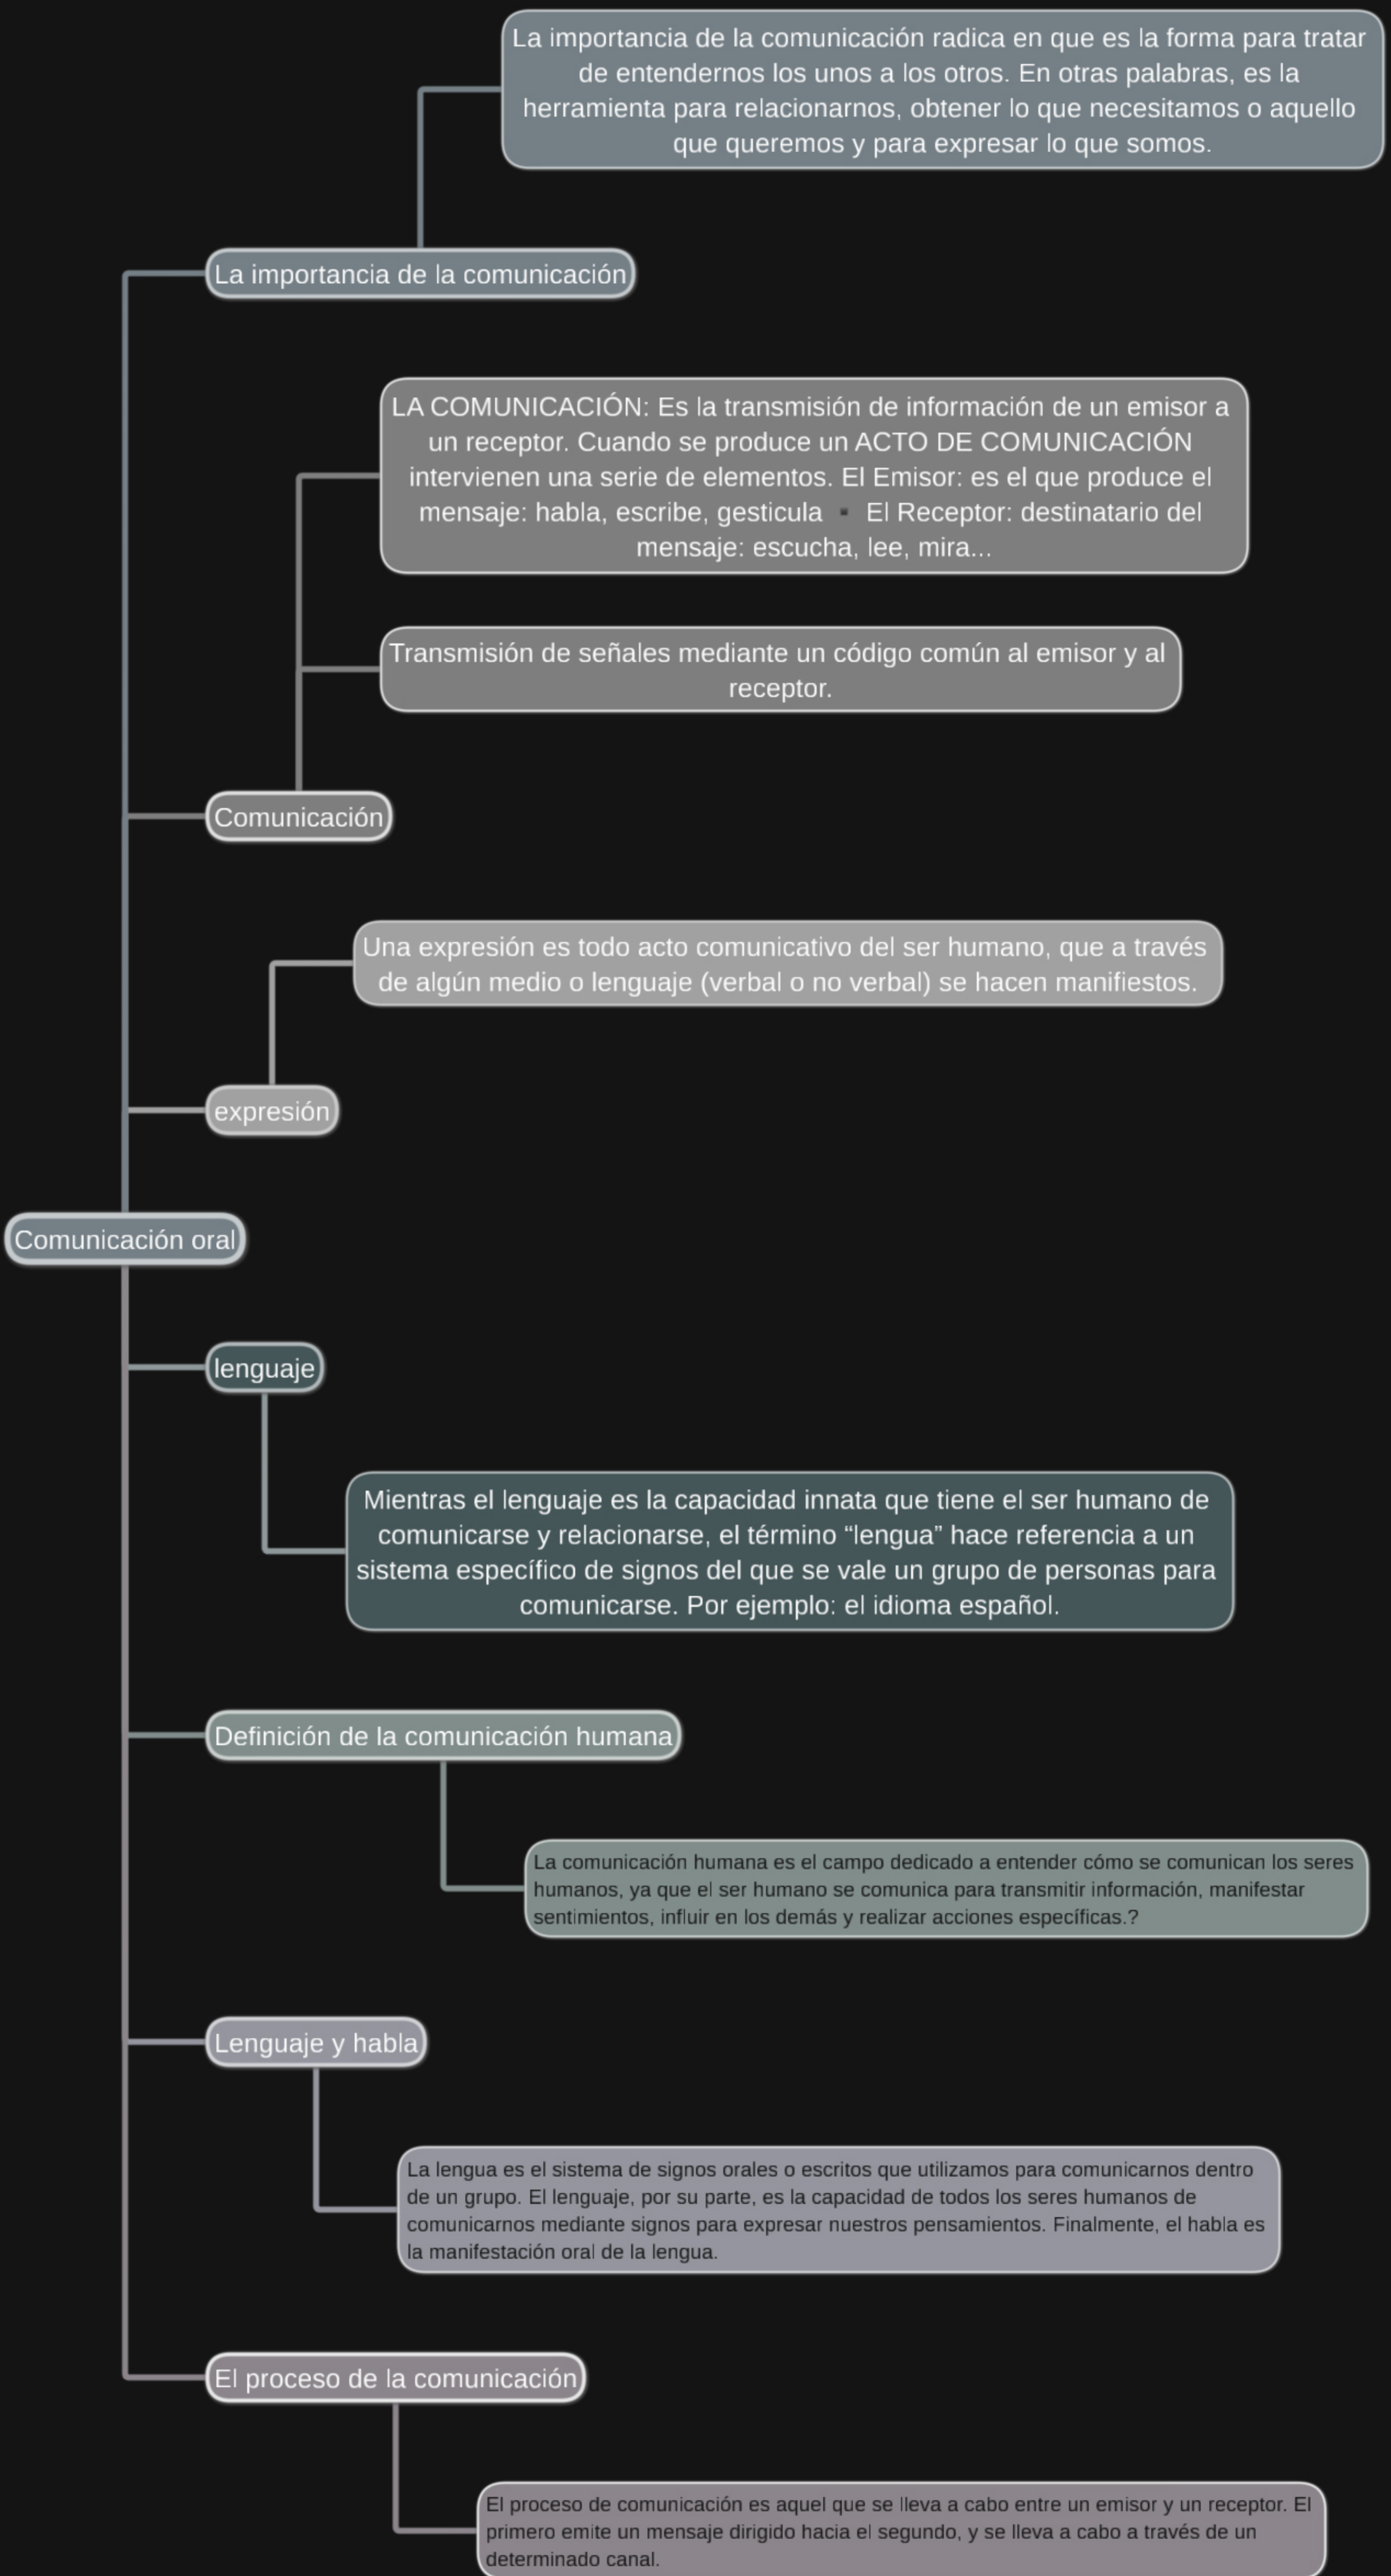 La importancia de la comunicación radica en que es la forma para tratar
de entendernos los unos a los otros. En otras palabras, es la
herramienta para relacionarnos, obtener lo que necesitamos o aquello
que queremos y para expresar lo que somos.
La importancia de la comunicación
LA COMUNICACIÓN: Es la transmisión de información de un emisor a
un receptor. Cuando se produce un ACTO DE COMUNICACIÓN
intervienen una serie de elementos. El Emisor: es el que produce el
mensaje: habla, escribe, gesticula ▪ El Receptor: destinatario del
mensaje: escucha, lee, mira...
Transmisión de señales mediante un código común al emisor y al
receptor.
Comunicación
Una expresión es todo acto comunicativo del ser humano, que a través
de algún medio o lenguaje (verbal o no verbal) se hacen manifiestos.
expresión
Comunicación oral
lenguaje
Mientras el lenguaje es la capacidad innata que tiene el ser humano de
comunicarse y relacionarse, el término “lengua” hace referencia a un
sistema específico de signos del que se vale un grupo de personas para
comunicarse. Por ejemplo: el idioma español.
Definición de la comunicación humana
La comunicación humana es el campo dedicado a entender cómo se comunican los seres
humanos, ya que el ser humano se comunica para transmitir información, manifestar
sentimientos, influir en los demás y realizar acciones específicas.?
Lenguaje y habla
La lengua es el sistema de signos orales o escritos que utilizamos para comunicarnos dentro
de un grupo. El lenguaje, por su parte, es la capacidad de todos los seres humanos de
comunicarnos mediante signos para expresar nuestros pensamientos. Finalmente, el habla es
la manifestación oral de la lengua.
El proceso de la comunicación
El proceso de comunicación es aquel que se lleva a cabo entre un emisor y un receptor. El
primero emite un mensaje dirigido hacia el segundo, y se lleva a cabo a través de un
determinado canal.